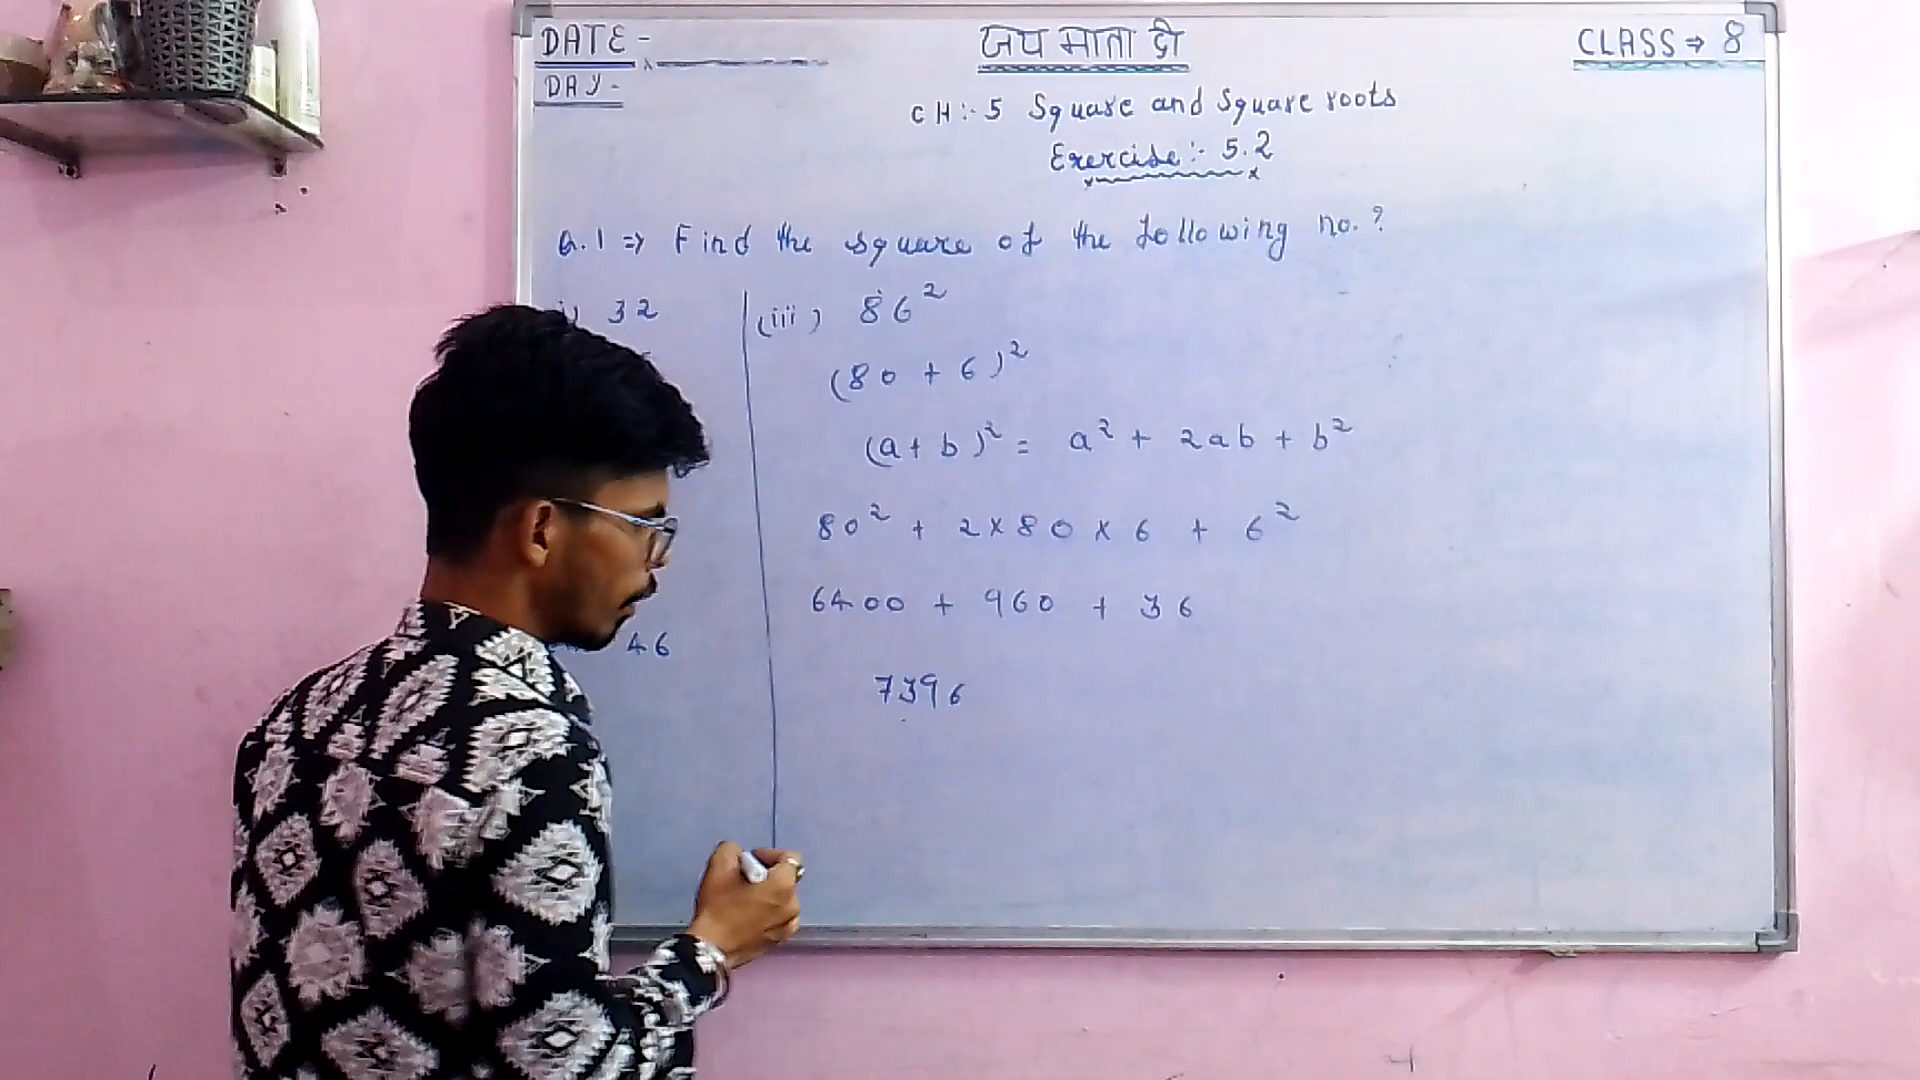 DATE -
DAY -
जय माता दी
CLASS → 8
CH :- 5 Square and Square roots
Exercise :- 5.2
Q.1 => Find the square of the following no. ?
) 32
46
(iii) 86²
(80 + 6)²
(a + b)² = a² + 2ab + b²
80² + 2 x 80 x 6 + 6²
6400 + 960 + 36
7396